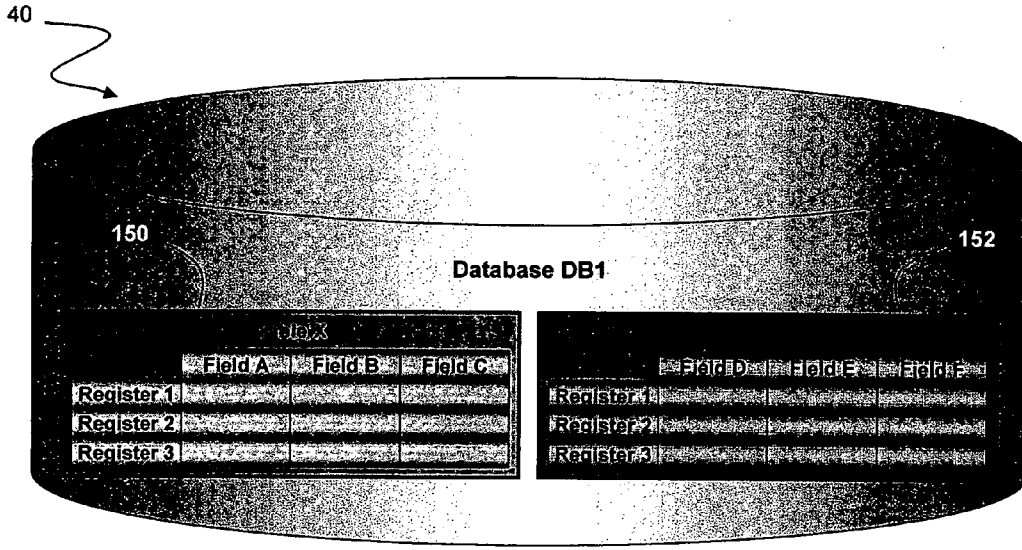 40
150
152
Database DB1
Field A Field B Field C
Register 1
Register 2
Register 3
Field D Field E Field F
Register 1
Register 2
Register 3